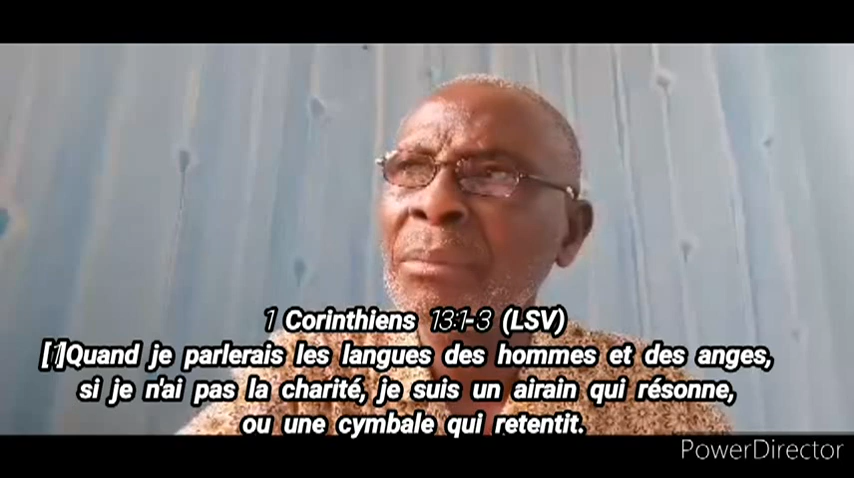 1 Corinthiens 13:1-3 (LSV)
[1]Quand je parlerais les langues des hommes et des anges,
si je n'ai pas la charité, je suis un airain qui résonne,
ou une cymbale qui retentit.
PowerDirector